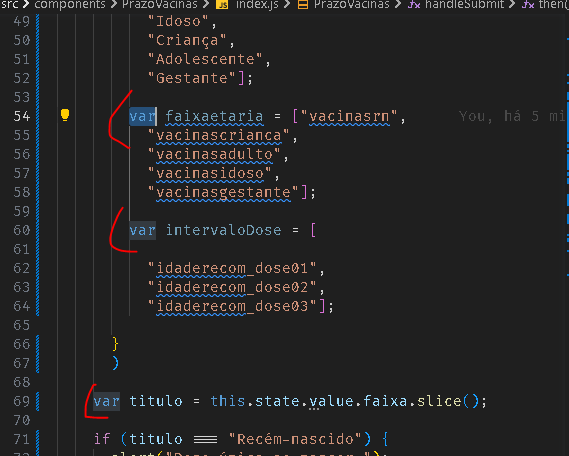 src > components > PrazoVacinas > JS index.js > PrazoVacinas > handleSubmit > then(
49 "Idoso",
50 "Criança",
51 "Adolescente",
52 "Gestante"];
53
54 var faixaetaria = ["vacinasrn", You, há 5 mi
55 "vacinascrianca",
56 "vacinasadulto",
57 "vacinasidoso",
58 "vacinasgestante"];
59
60 var intervaloDose = [
61
62 "idaderecom_dose01",
63 "idaderecom_dose02",
64 "idaderecom_dose03"];
65
66 }
67 )
68
69 var titulo = this.state.value.faixa.slice();
70
71 if (titulo === "Recém-nascido") {